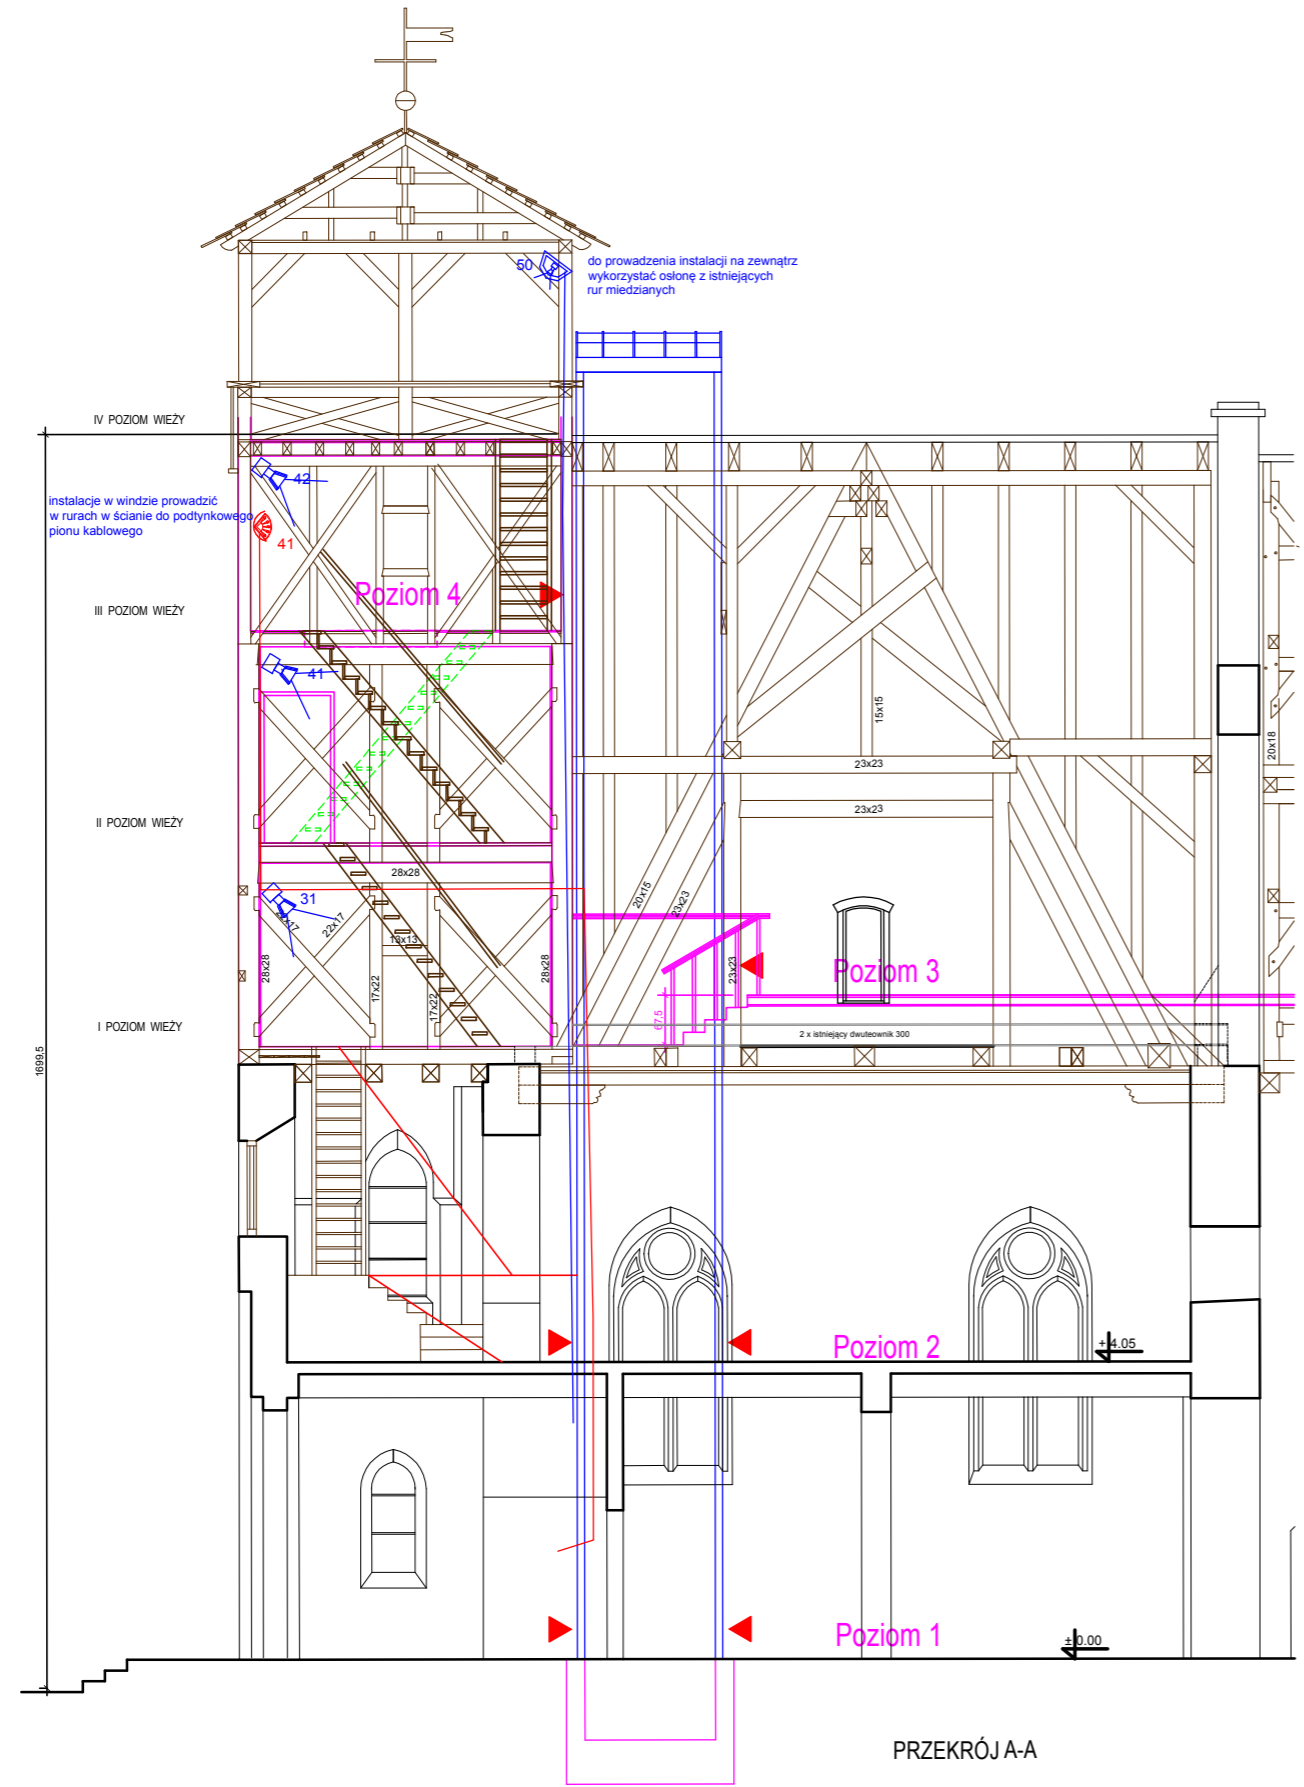 50
do prowadzenia instalacji na zewnątrz
wykorzystać osłonę z istniejących
rur miedzianych
IV POZIOM WIEŻY
42
instalacje w windzie prowadzić
w rurach w ścianie do podtynkowego
pionu kablowego
41
Poziom 4
III POZIOM WIEŻY
41
15x15
20x18
23x23
23x23
II POZIOM WIEŻY
28x28
20x15
23x23
31
22x17
22x17
13x13
28x28
17x22
17x22
28x28
23x23
Poziom 3
67,5
I POZIOM WIEŻY
2 x istniejący dwuteownik 300
1699,5
Poziom 2
+4.05
Poziom 1
±0.00
PRZEKRÓJ A-A